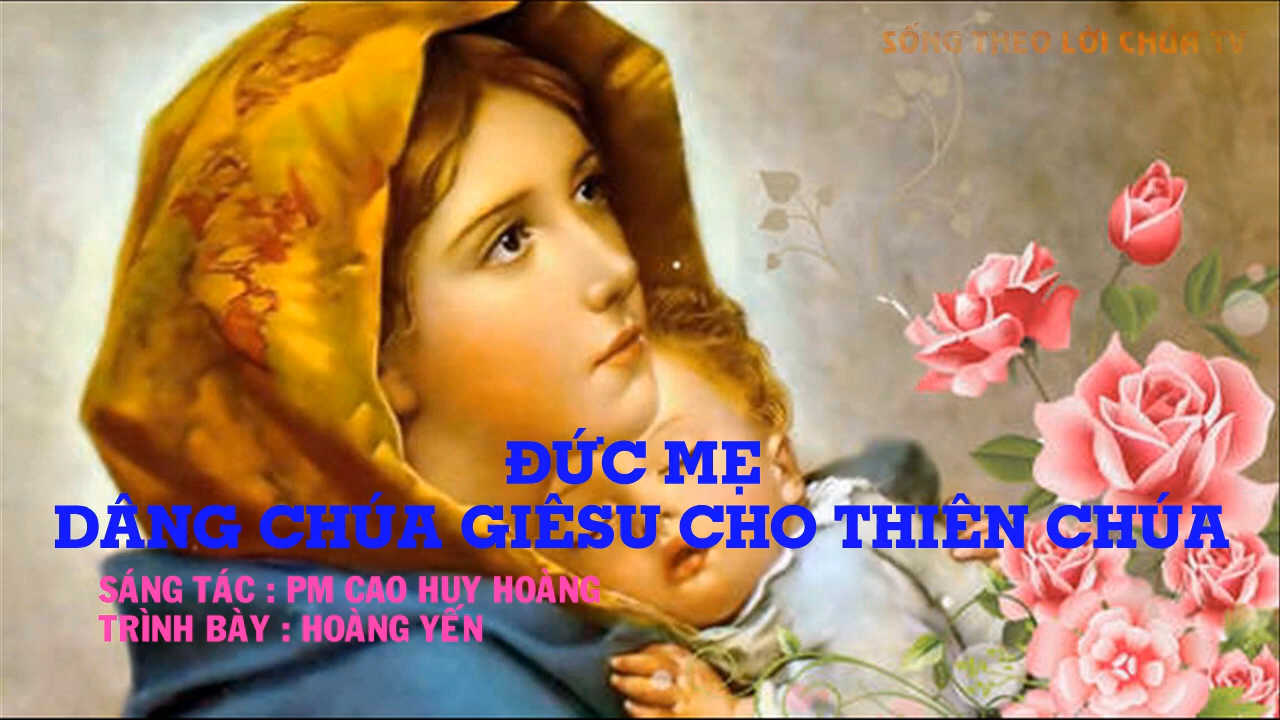 SỐNG THEO LỜI CHÚA TV
ĐỨC MẸ
DÂNG CHÚA GIÊSU CHO THIÊN CHÚA
SÁNG TÁC : PM CAO HUY HOÀNG
TRÌNH BÀY : HOÀNG YẾN